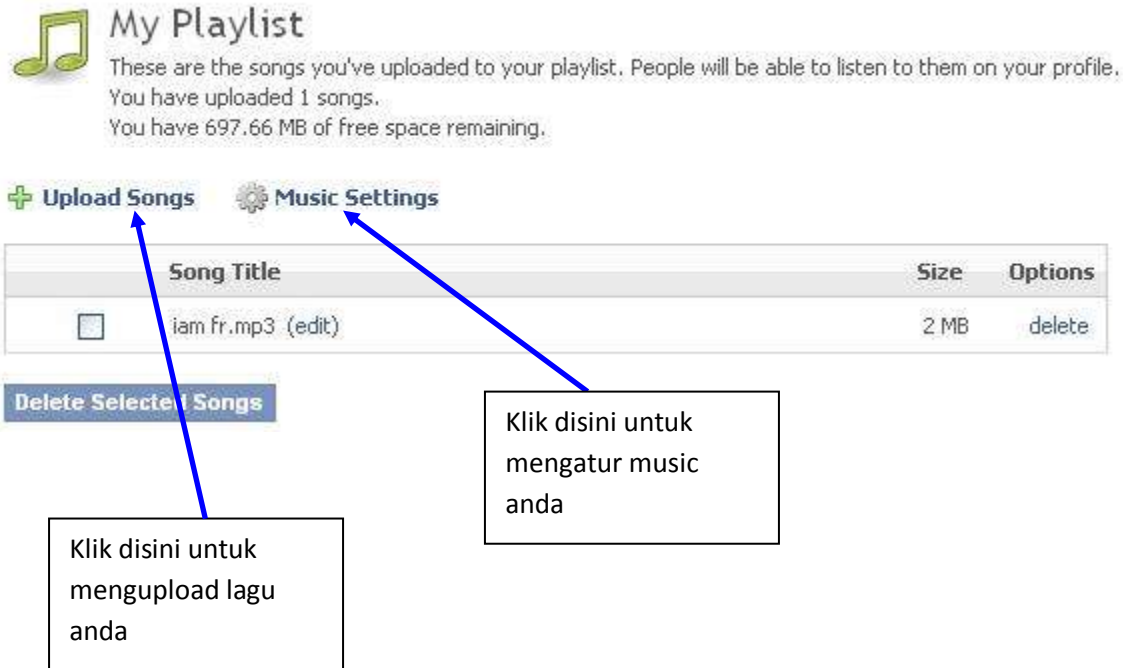 My Playlist
These are the songs you've uploaded to your playlist. People will be able to listen to them on your profile.
You have uploaded 1 songs.
You have 697.66 MB of free space remaining.
Upload Songs Music Settings
Song Title Size Options
iam fr.mp3 (edit) 2 MB delete
Delete Selected Songs
Klik disini untuk
mengatur music
anda
Klik disini untuk
mengupload lagu
anda